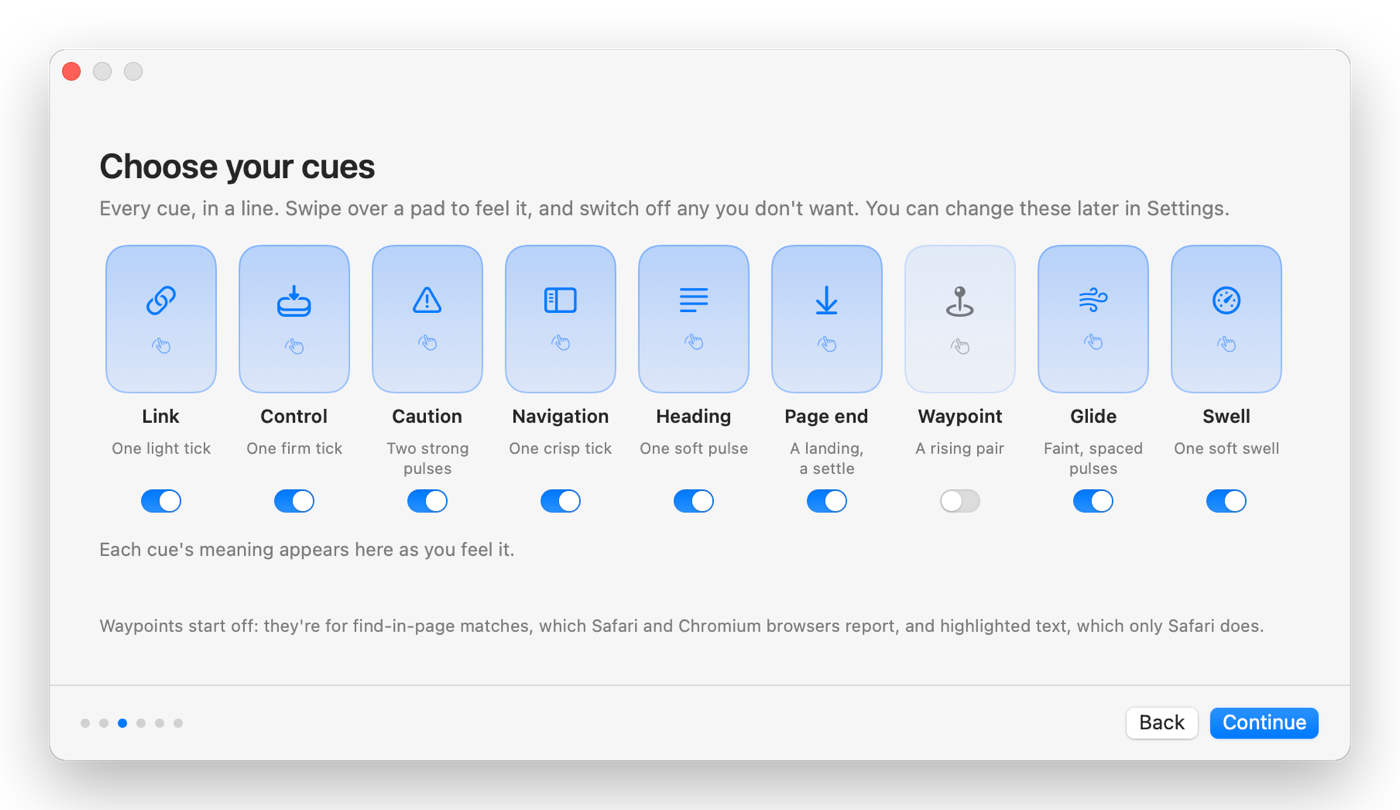 Choose your cues
Every cue, in a line. Swipe over a pad to feel it, and switch off any you don't want. You can change these later in Settings.
Link
One light tick
Control
One firm tick
Caution
Two strong
pulses
Navigation
One crisp tick
Heading
One soft pulse
Page end
A landing,
a settle
Waypoint
A rising pair
Glide
Faint, spaced
pulses
Swell
One soft swell
Each cue's meaning appears here as you feel it.
Waypoints start off: they're for find-in-page matches, which Safari and Chromium browsers report, and highlighted text, which only Safari does.
Back
Continue